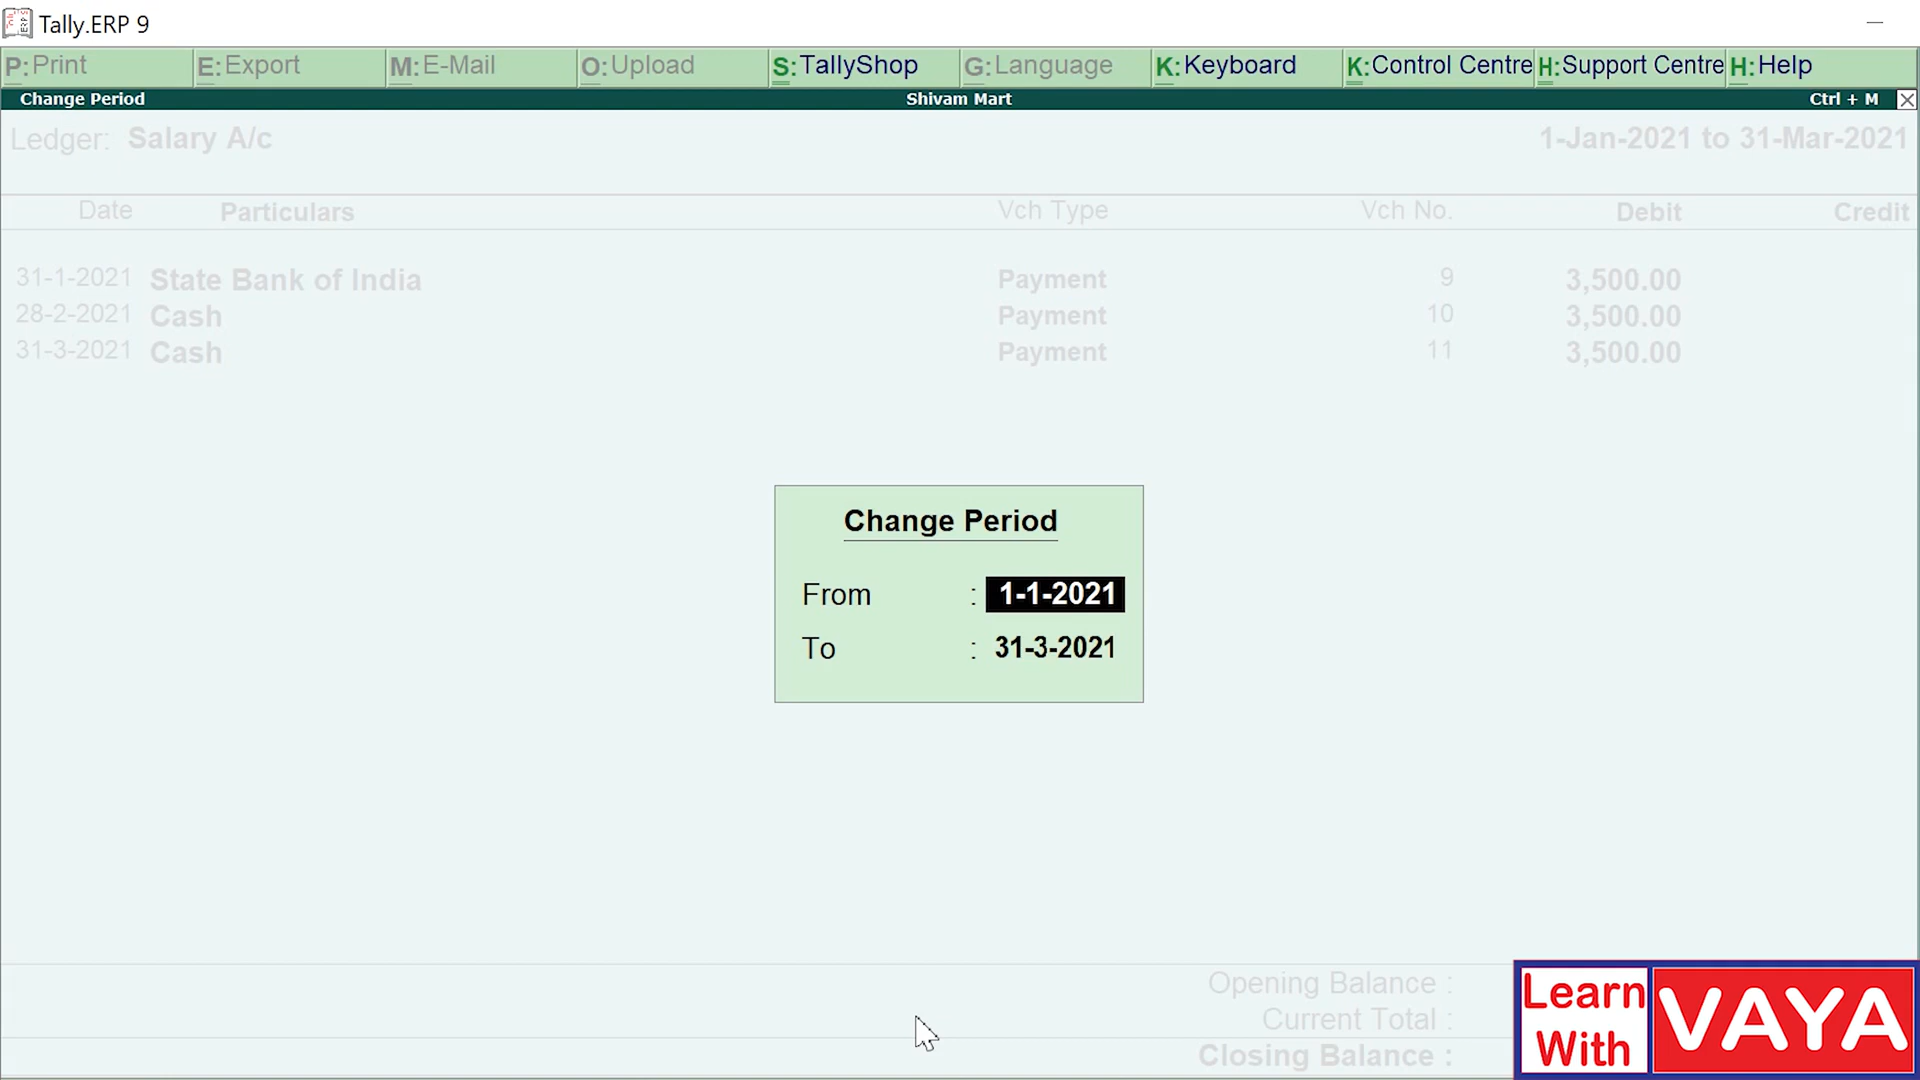 Tally.ERP 9
P: Print E: Export M: E-Mail O: Upload S: TallyShop G: Language K: Keyboard K: Control Centre H: Support Centre H: Help
Change Period Shivam Mart Ctrl + M
Ledger: Salary A/c 1-Jan-2021 to 31-Mar-2021
Date Particulars Vch Type Vch No. Debit Credit
31-1-2021 State Bank of India Payment 9 3,500.00
28-2-2021 Cash Payment 10 3,500.00
31-3-2021 Cash Payment 11 3,500.00
Change Period
From : 1-1-2021
To : 31-3-2021
Opening Balance :
Current Total :
Closing Balance :
Learn
With
VAYA